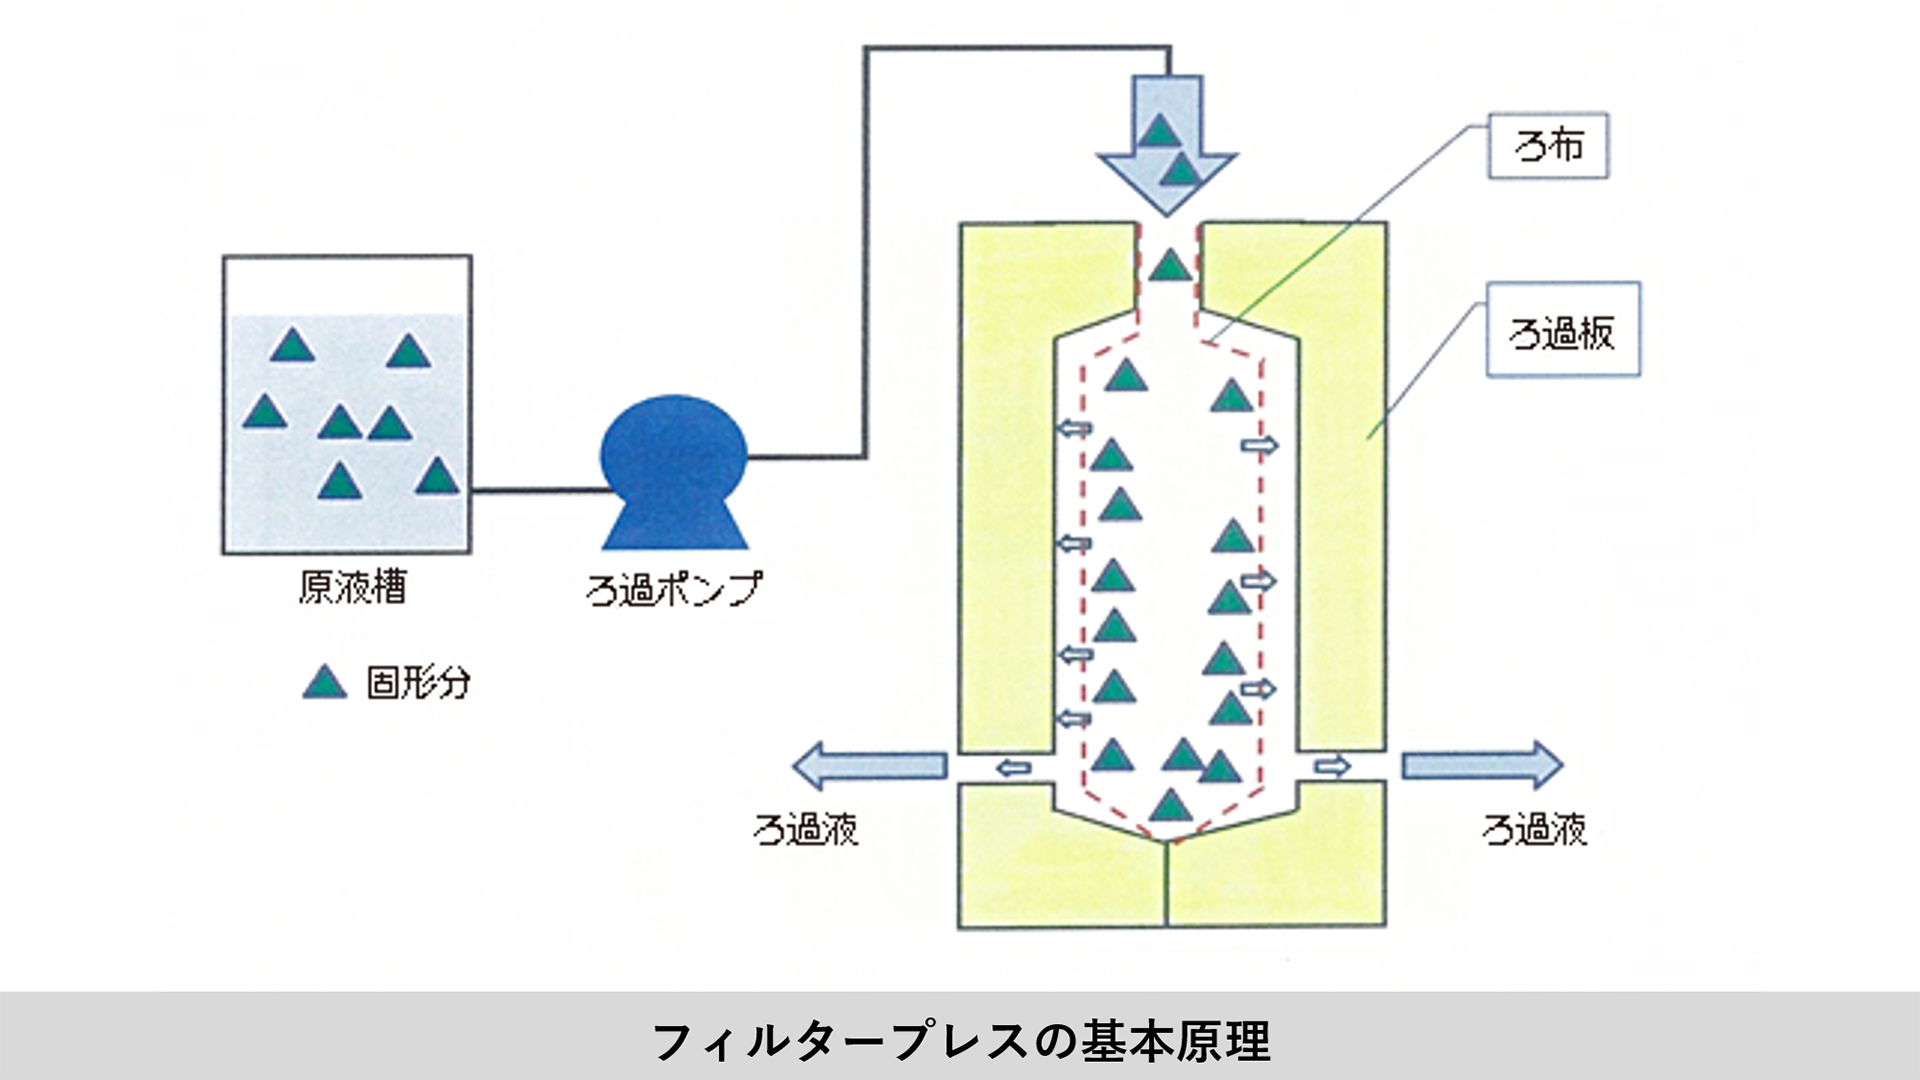 ろ布
ろ過板
原液槽
ろ過ポンプ
固形分
ろ過液
ろ過液
フィルタープレスの基本原理